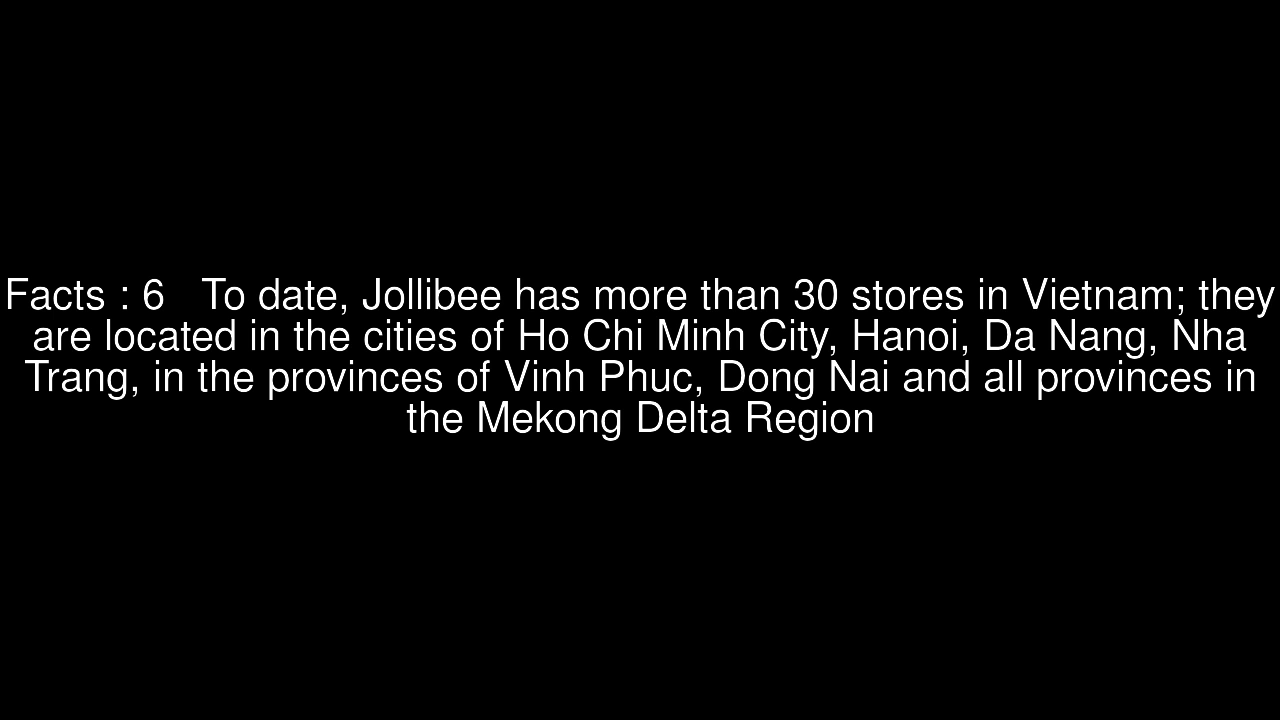 Facts : 6   To date, Jollibee has more than 30 stores in Vietnam; they
are located in the cities of Ho Chi Minh City, Hanoi, Da Nang, Nha
Trang, in the provinces of Vinh Phuc, Dong Nai and all provinces in
the Mekong Delta Region